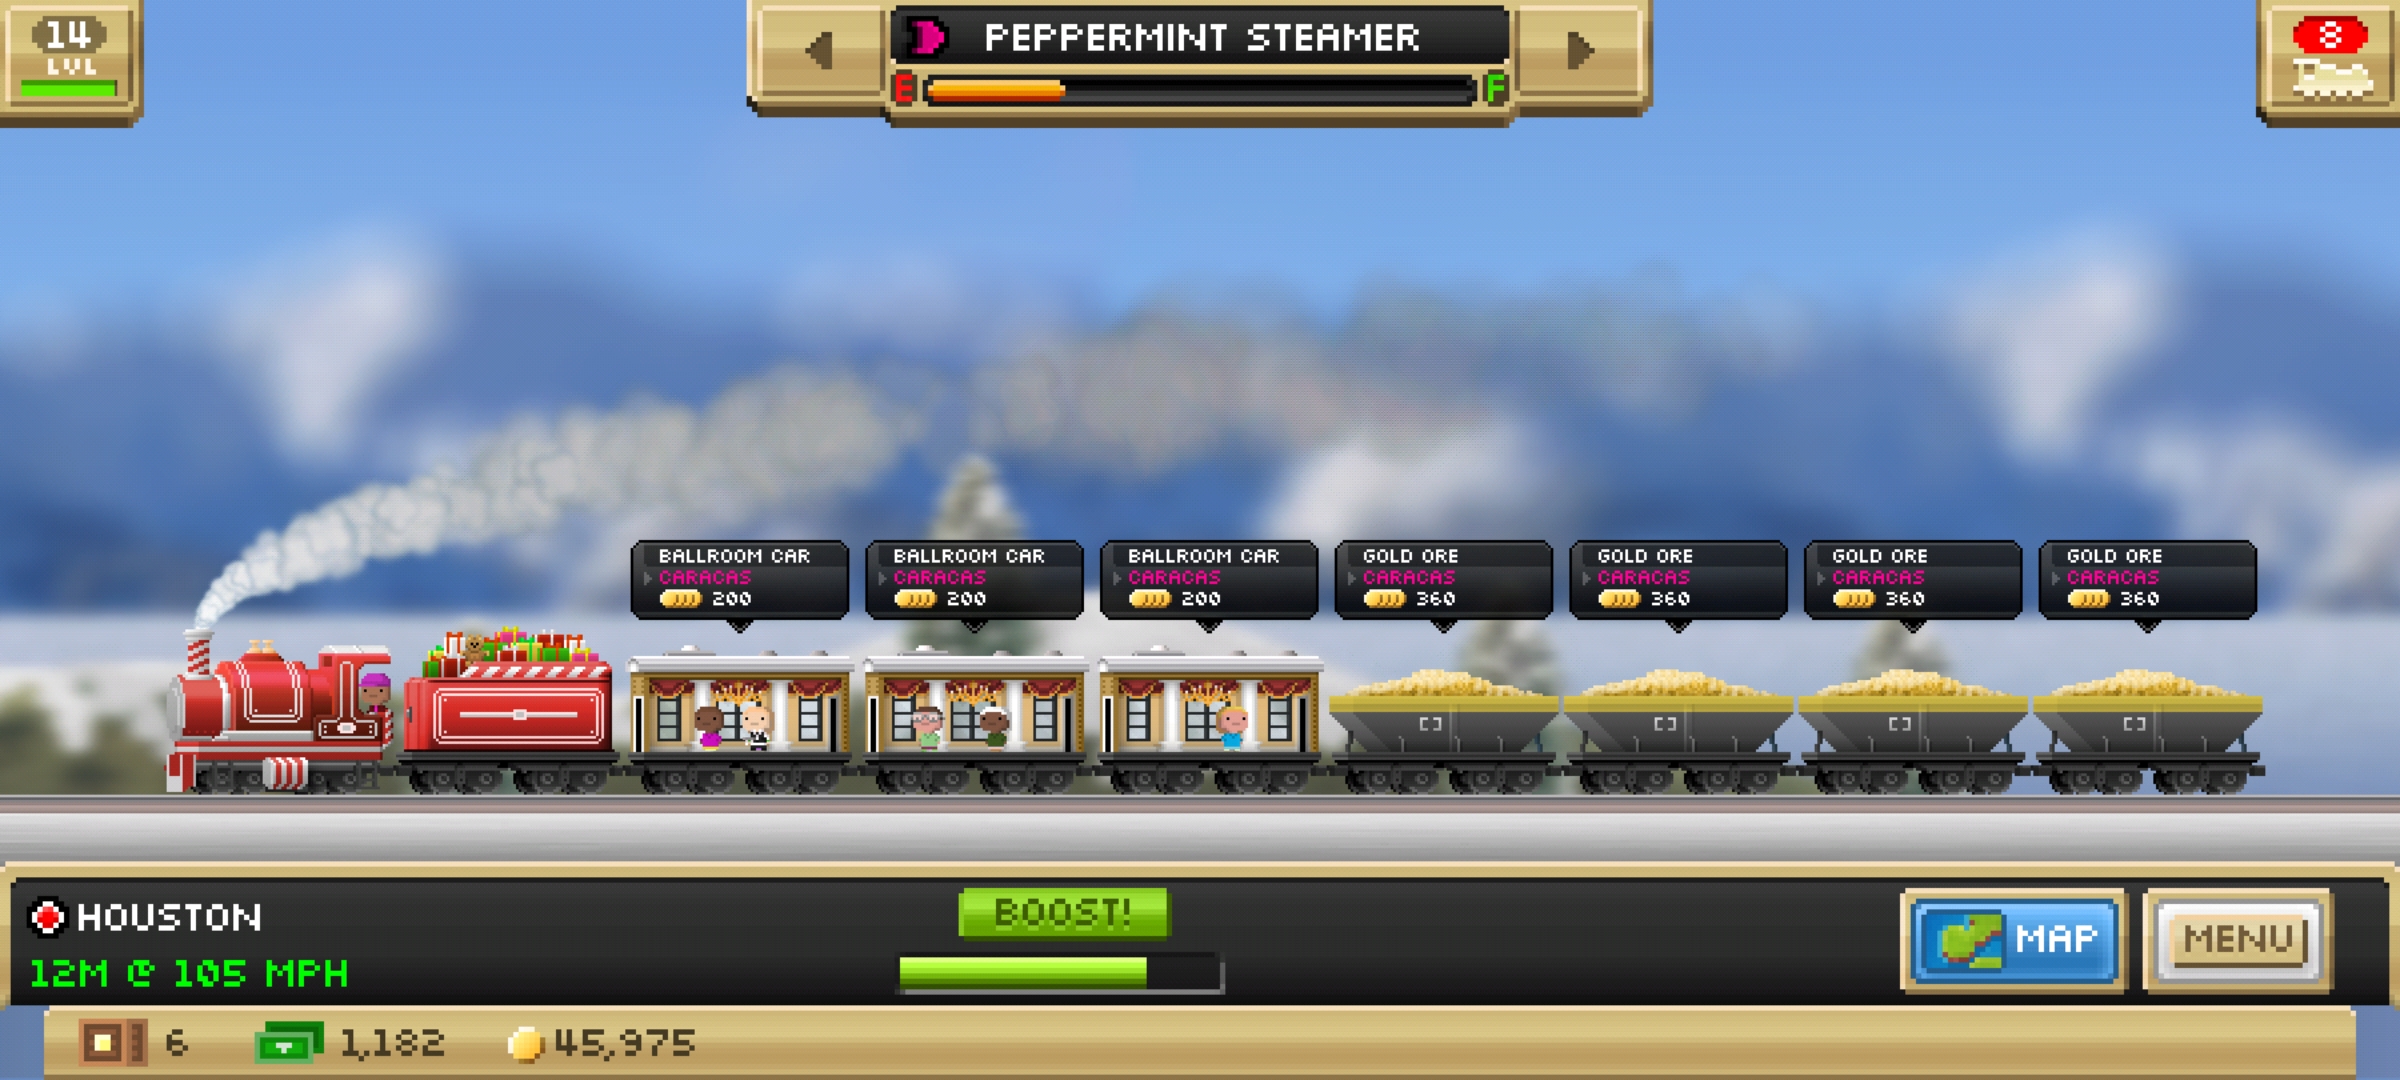 14
LVL
PEPPERMINT STEAMER
E F
8
BALLROOM CAR
CARACAS
200
BALLROOM CAR
CARACAS
200
BALLROOM CAR
CARACAS
200
GOLD ORE
CARACAS
360
GOLD ORE
CARACAS
360
GOLD ORE
CARACAS
360
GOLD ORE
CARACAS
360
HOUSTON
12M @ 105 MPH
BOOST!
MAP
MENU
6
1,182
45,975